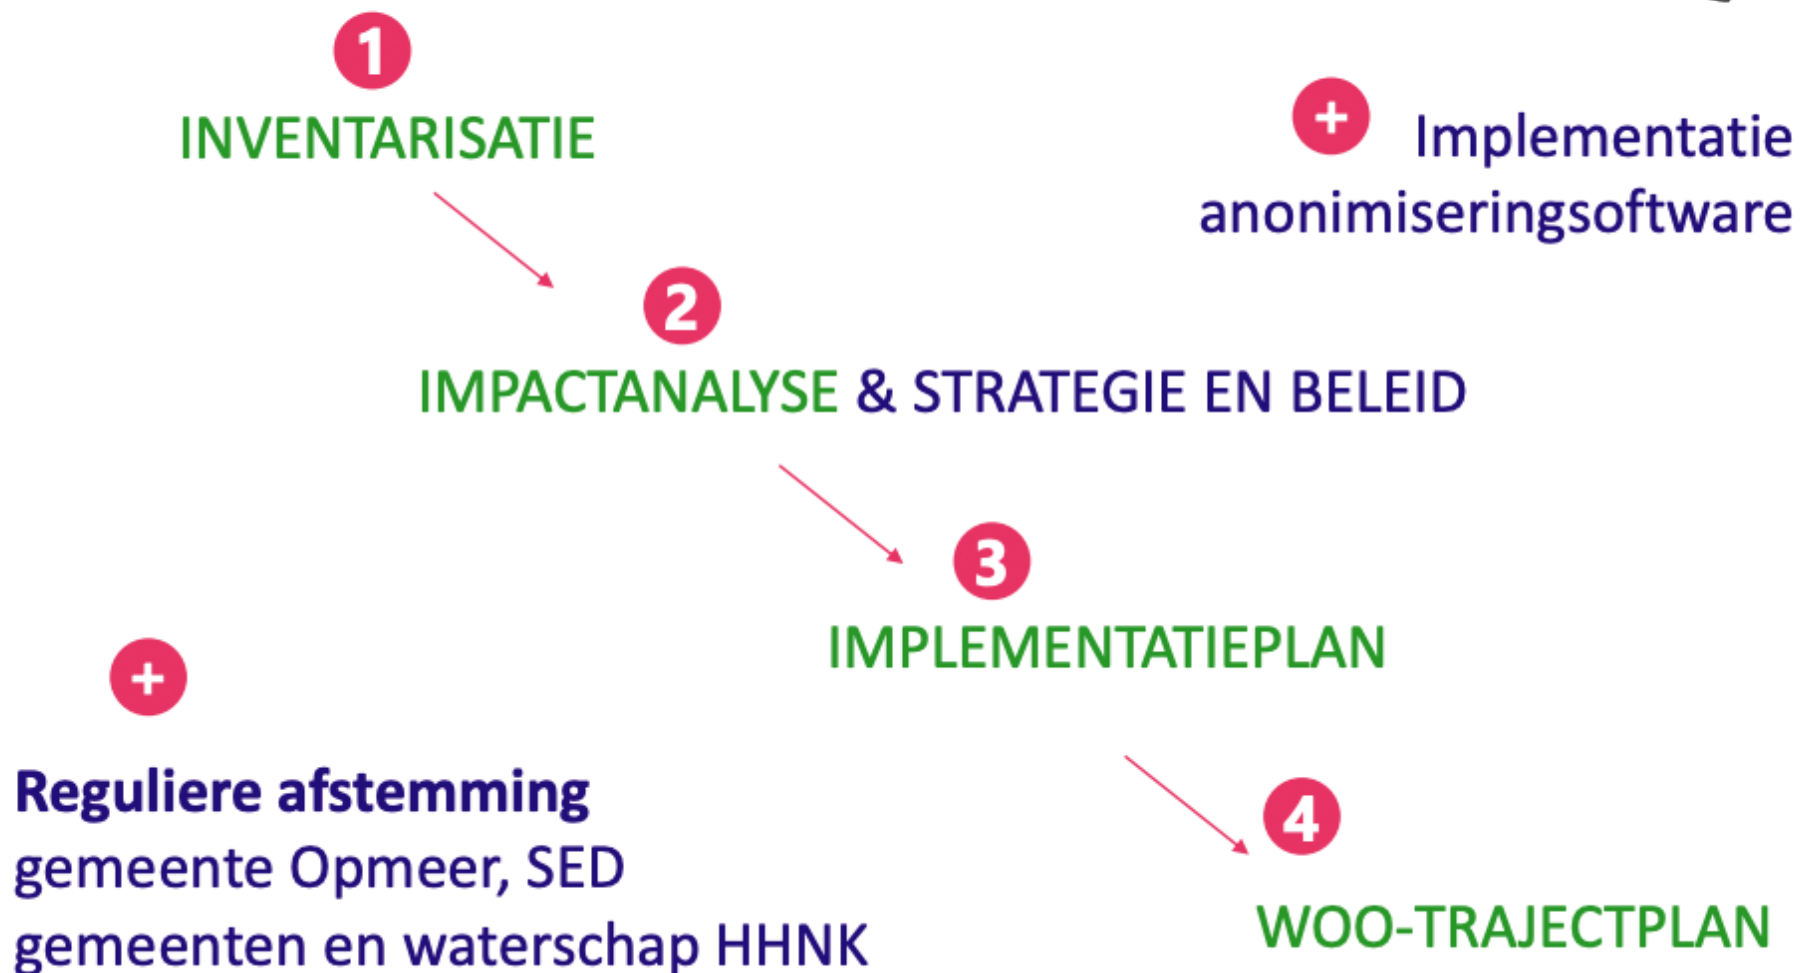 1
INVENTARISATIE
+ Implementatie
anonimiseringsoftware
2
IMPACTANALYSE & STRATEGIE EN BELEID
3
IMPLEMENTATIEPLAN
+
Reguliere afstemming
gemeente Opmeer, SED
gemeenten en waterschap HHNK
4
WOO-TRAJECTPLAN